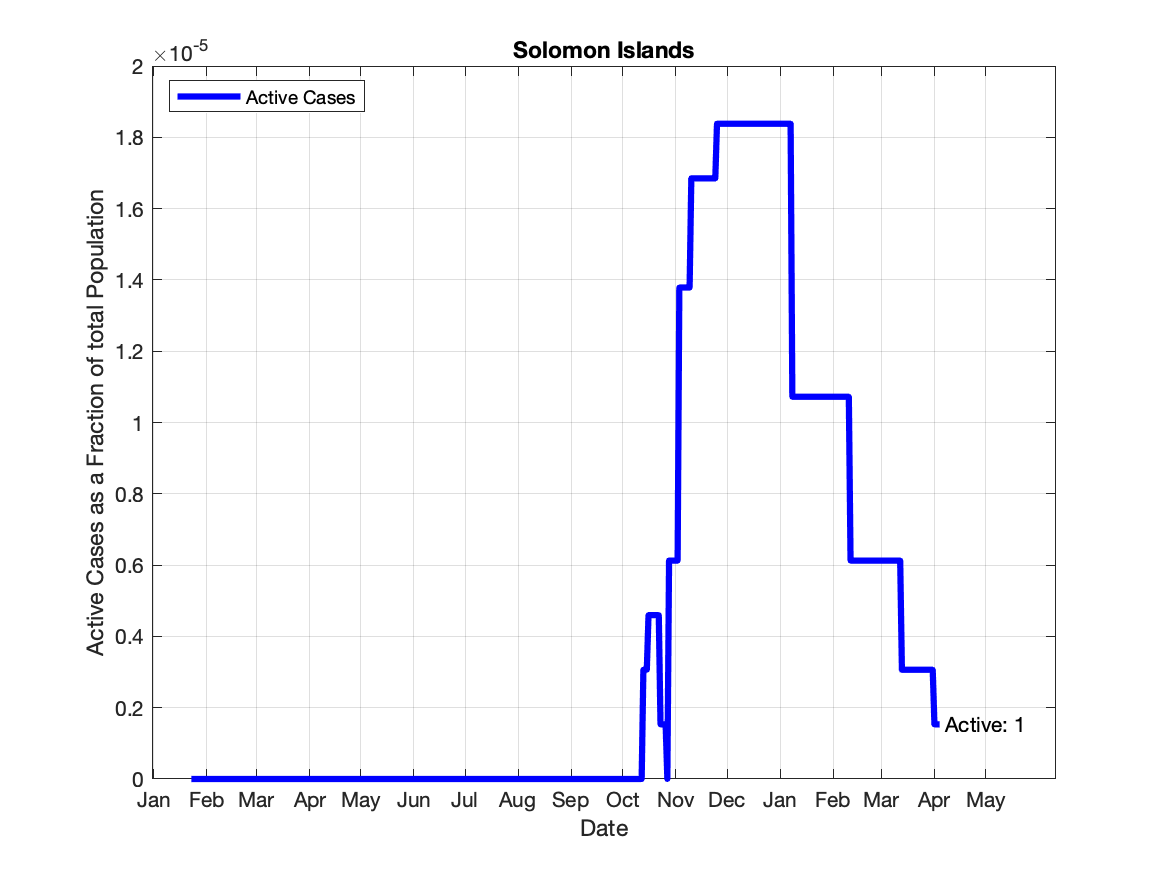 Solomon Islands
×10-5
Active Cases
2
1.8
1.6
1.4
1.2
1
0.8
0.6
0.4
0.2
0
Active Cases as a Fraction of total Population
Active: 1
Jan Feb Mar Apr May Jun Jul Aug Sep Oct Nov Dec Jan Feb Mar Apr May
Date